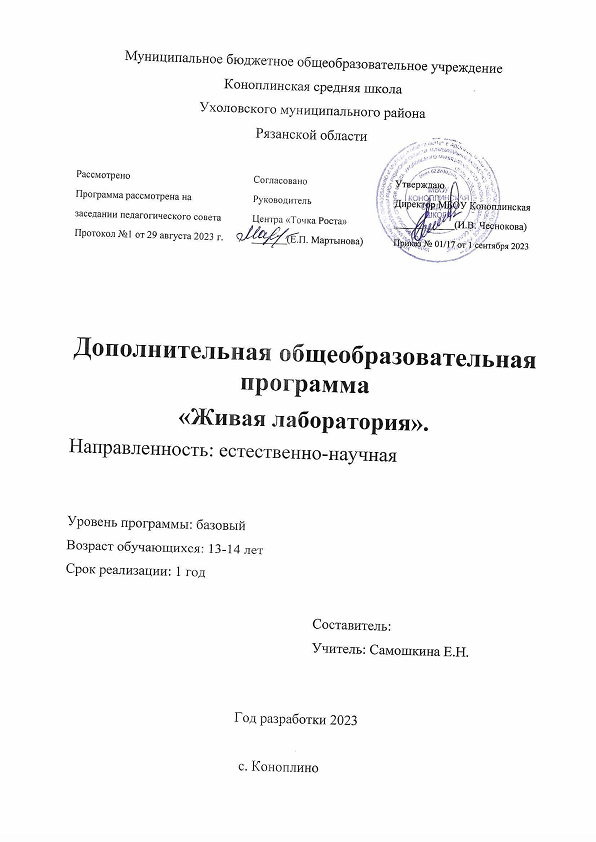 Муниципальное бюджетное общеобразовательное учреждение
Коноплинская средняя школа
Ухоловского муниципального района
Рязанской области
Рассмотрено
Программа рассмотрена на
заседании педагогического совета
Протокол №1 от 29 августа 2023 г.
Согласовано
Руководитель
Центра «Точка Роста»
(Е.П. Мартынова)
Утверждаю
Директор МБОУ Коноплинская
(И.В. Чеснокова)
Приказ № 01/17 от 1 сентября 2023
МБОУ
КОНОПЛИНСКАЯ
ШКОЛА
Дополнительная общеобразовательная
программа
«Живая лаборатория».
Направленность: естественно-научная
Уровень программы: базовый
Возраст обучающихся: 13-14 лет
Срок реализации: 1 год
Составитель:
Учитель: Самошкина Е.Н.
Год разработки 2023
с. Коноплино